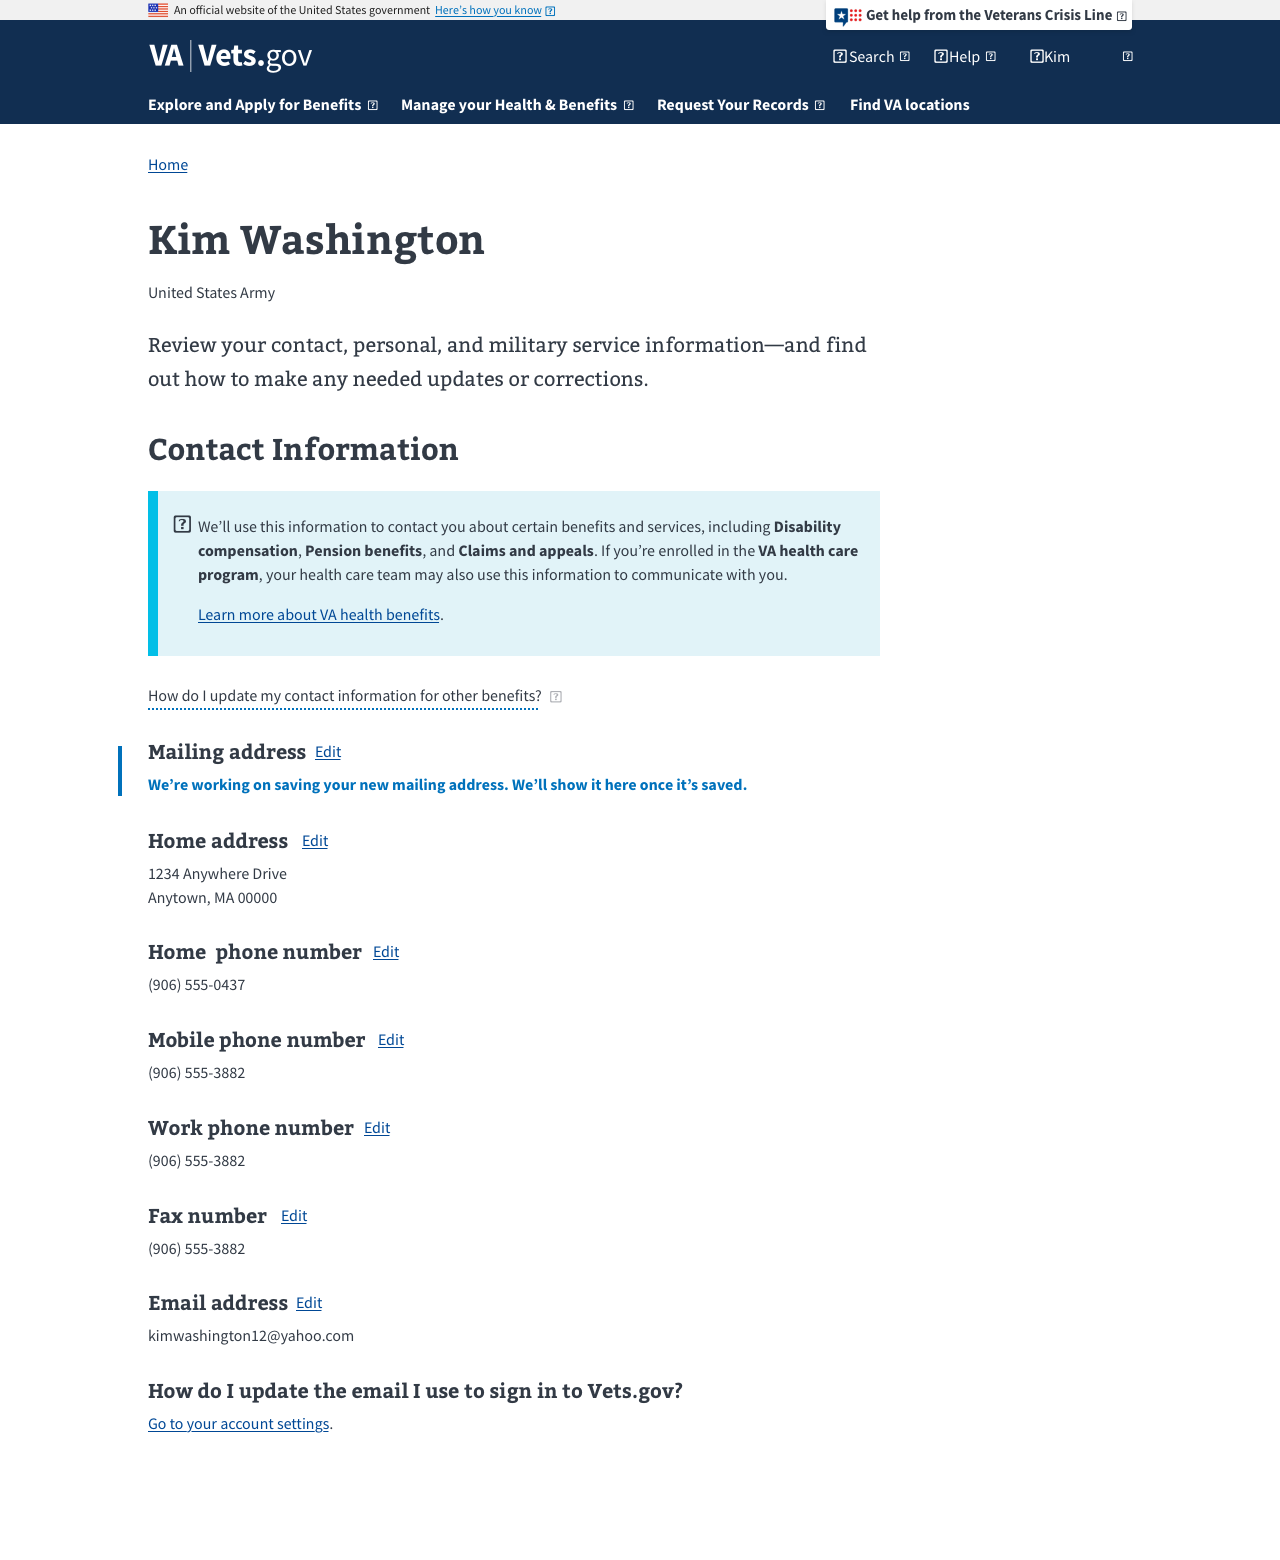 An official website of the United States government Here's how you know
Get help from the Veterans Crisis Line
VA Vets.gov
Search Help Kim
Explore and Apply for Benefits Manage your Health & Benefits Request Your Records Find VA locations
Home
Kim Washington
United States Army
Review your contact, personal, and military service information—and find
out how to make any needed updates or corrections.
Contact Information
We’ll use this information to contact you about certain benefits and services, including Disability
compensation, Pension benefits, and Claims and appeals. If you’re enrolled in the VA health care
program, your health care team may also use this information to communicate with you.
Learn more about VA health benefits.
How do I update my contact information for other benefits?
Mailing address Edit
We’re working on saving your new mailing address. We’ll show it here once it’s saved.
Home address Edit
1234 Anywhere Drive
Anytown, MA 00000
Home  phone number Edit
(906) 555-0437
Mobile phone number Edit
(906) 555-3882
Work phone number Edit
(906) 555-3882
Fax number Edit
(906) 555-3882
Email address Edit
kimwashington12@yahoo.com
How do I update the email I use to sign in to Vets.gov?
Go to your account settings.